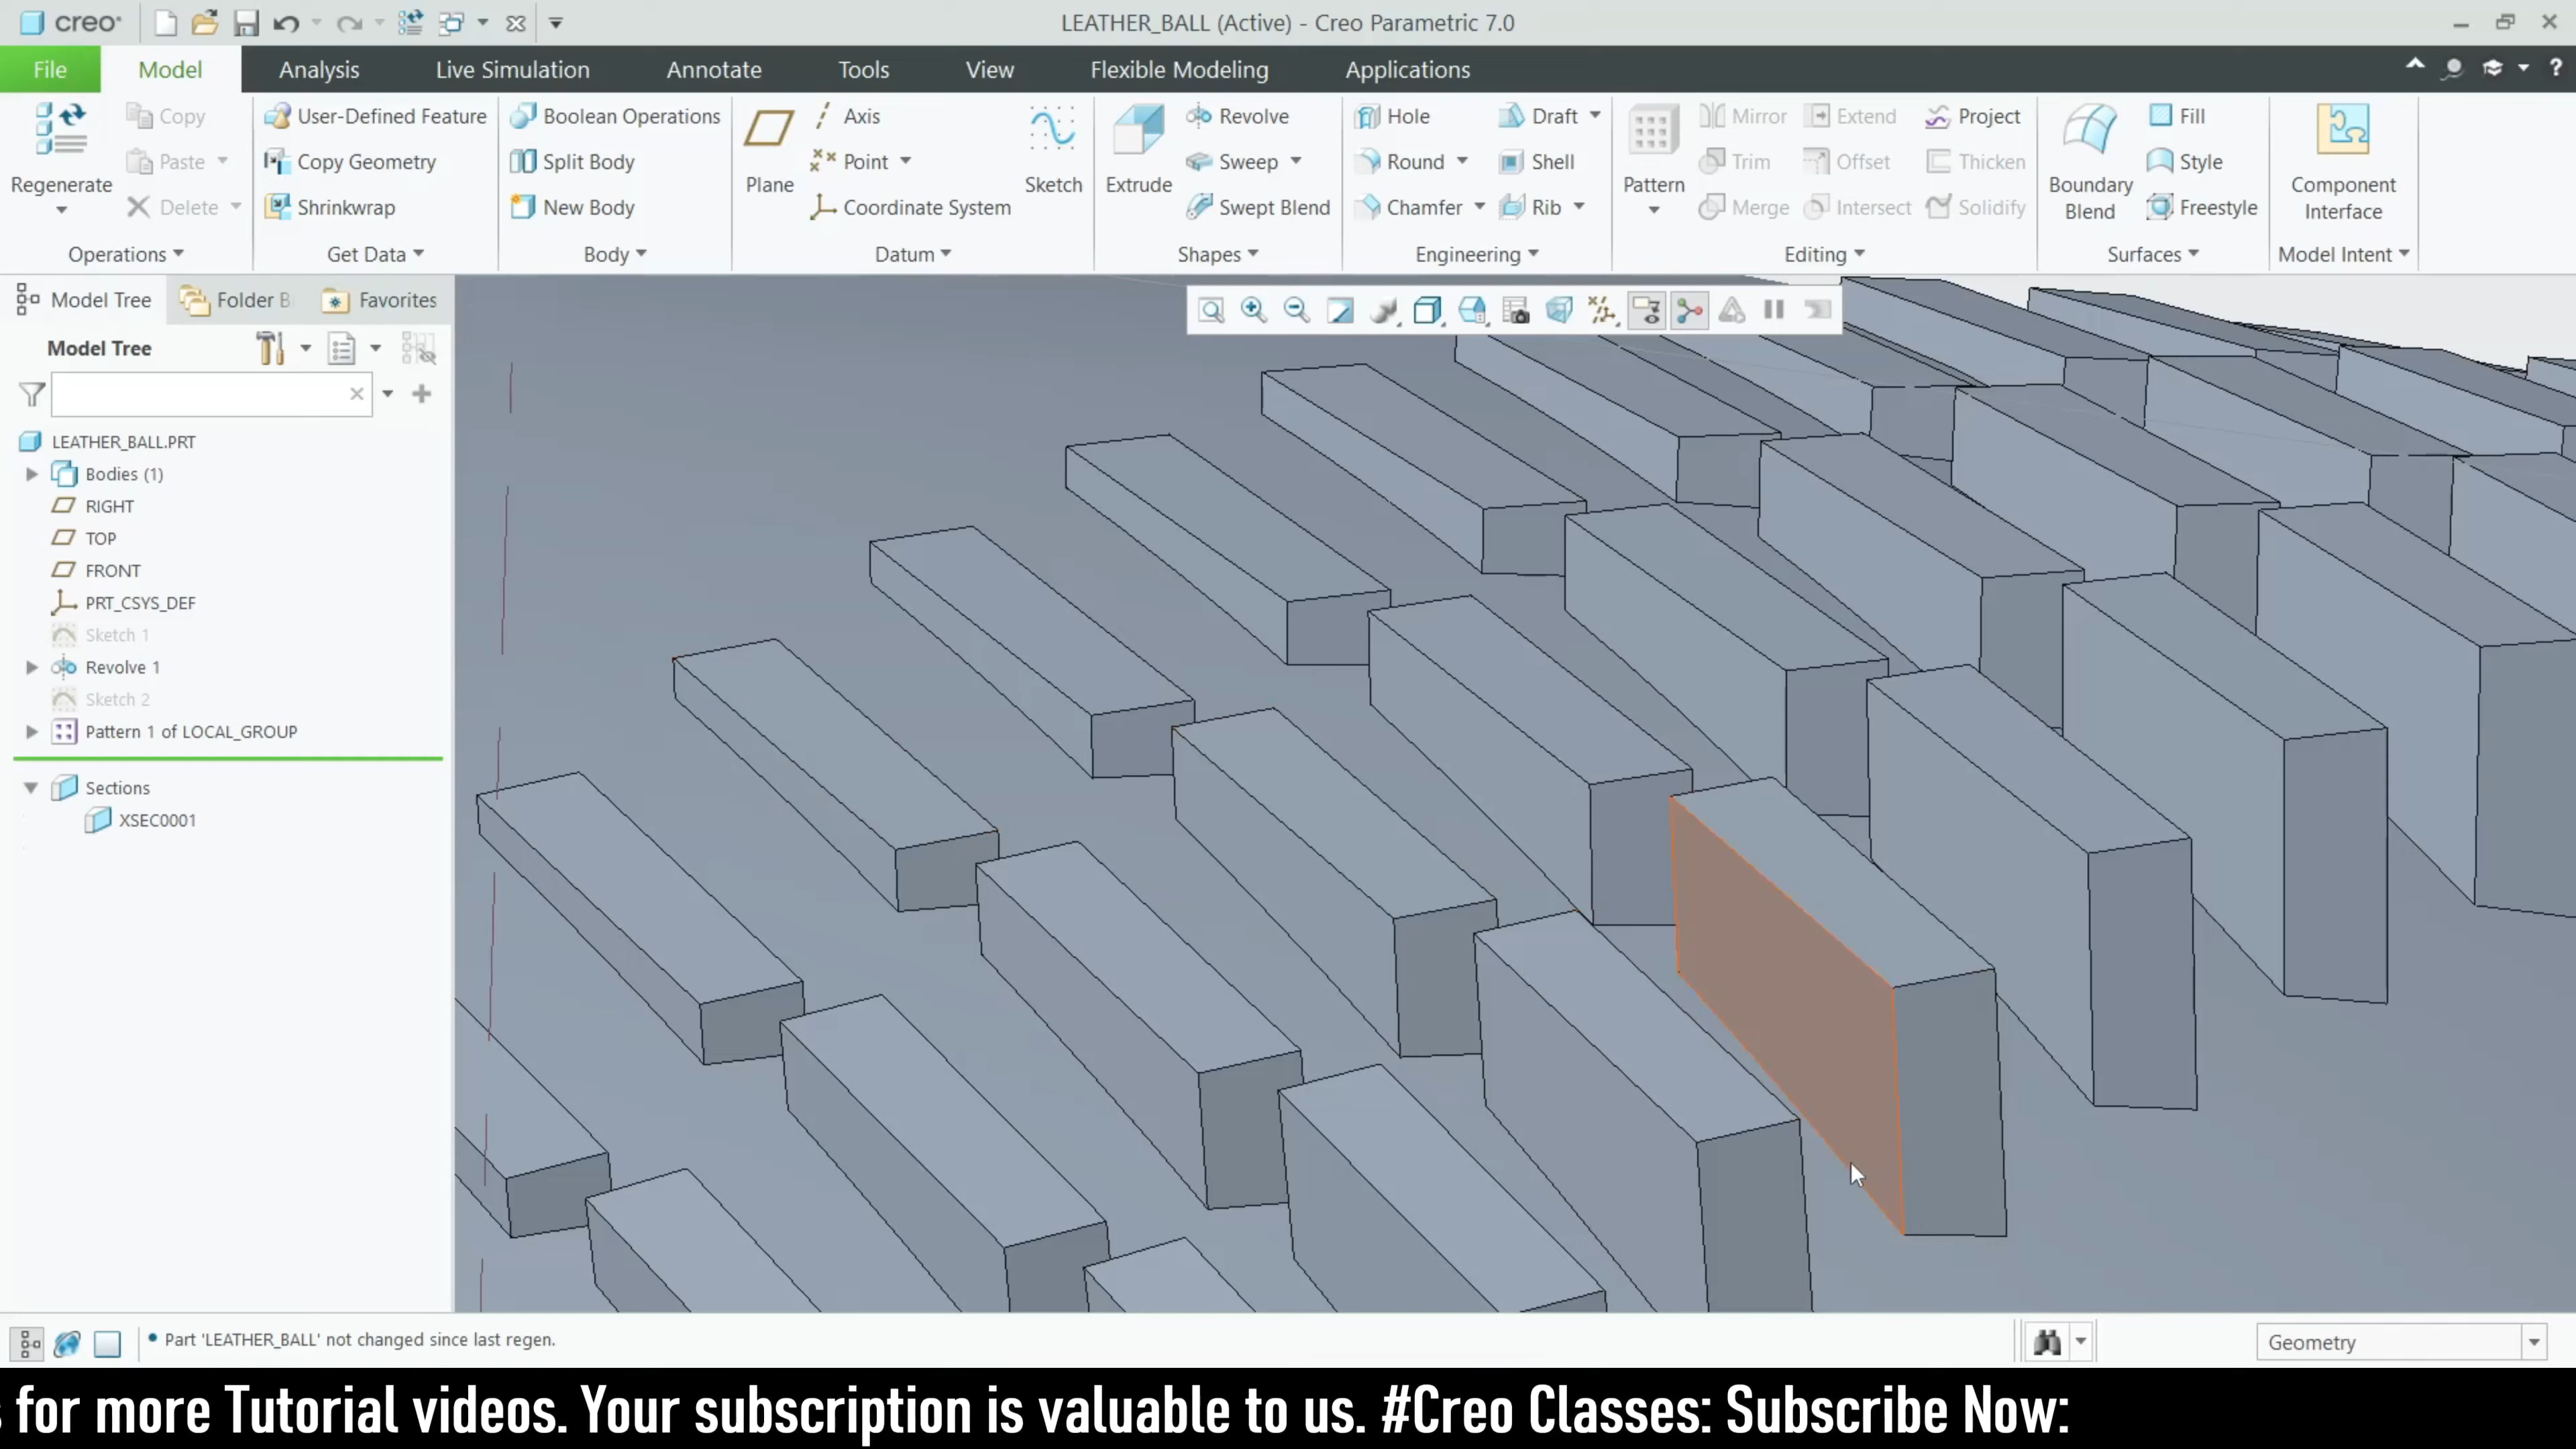 creo
LEATHER_BALL (Active) - Creo Parametric 7.0
File Model Analysis Live Simulation Annotate Tools View Flexible Modeling Applications
Regenerate
Copy
Paste
Delete
Operations
User-Defined Feature
Copy Geometry
Shrinkwrap
Get Data
Boolean Operations
Split Body
New Body
Body
Plane
Axis
Point
Coordinate System
Sketch
Datum
Extrude
Revolve
Sweep
Swept Blend
Shapes
Hole
Round
Chamfer
Draft
Shell
Rib
Engineering
Pattern
Mirror
Trim
Merge
Extend
Offset
Intersect
Project
Thicken
Solidify
Editing
Boundary
Blend
Fill
Style
Freestyle
Surfaces
Component
Interface
Model Intent
Model Tree Folder B Favorites
Model Tree
LEATHER_BALL.PRT
Bodies (1)
RIGHT
TOP
FRONT
PRT_CSYS_DEF
Sketch 1
Revolve 1
Sketch 2
Pattern 1 of LOCAL_GROUP
Sections
XSEC0001
Part 'LEATHER_BALL' not changed since last regen.
Geometry
s for more Tutorial videos. Your subscription is valuable to us. #Creo Classes: Subscribe Now: